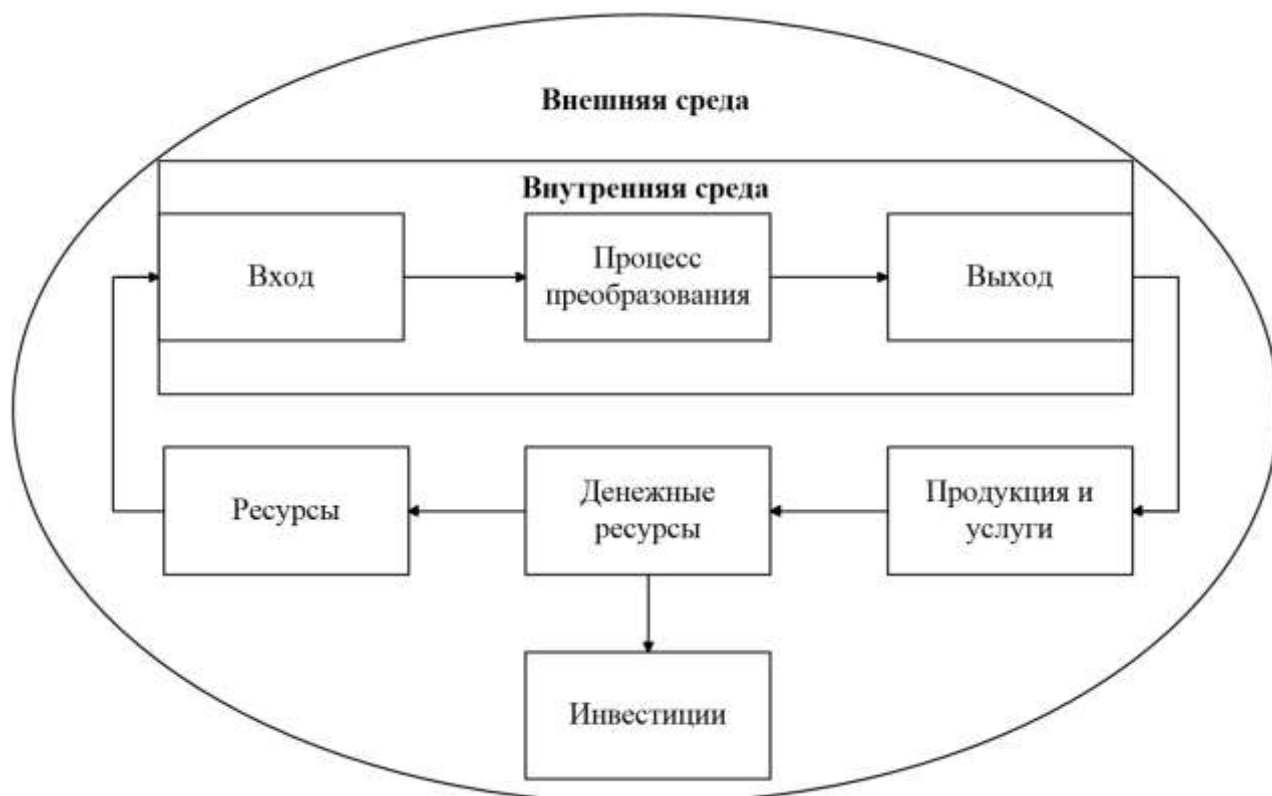 Внешняя среда
Внутренняя среда
Вход
Процесс
преобразования
Выход
Ресурсы
Денежные
ресурсы
Продукция и
услуги
Инвестиции